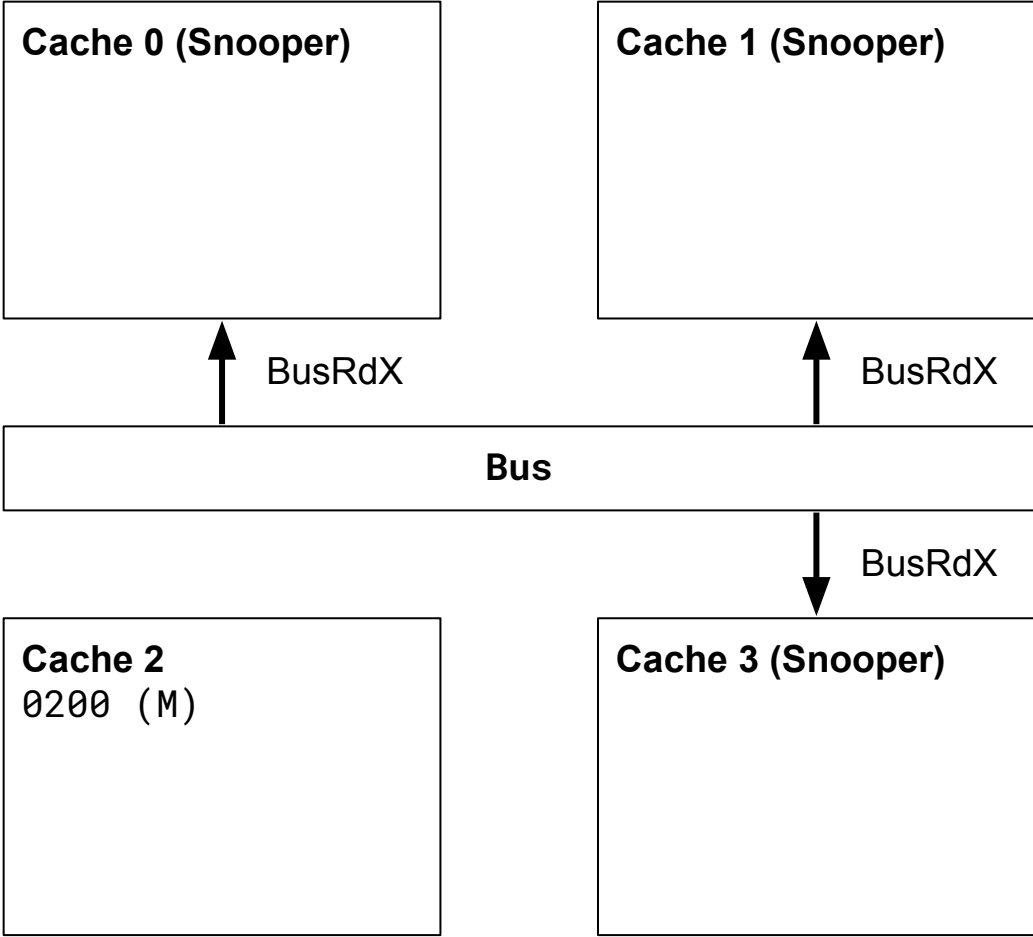 Cache 0 (Snooper)
Cache 1 (Snooper)
BusRdX
BusRdX
Bus
BusRdX
Cache 2
0200 (M)
Cache 3 (Snooper)